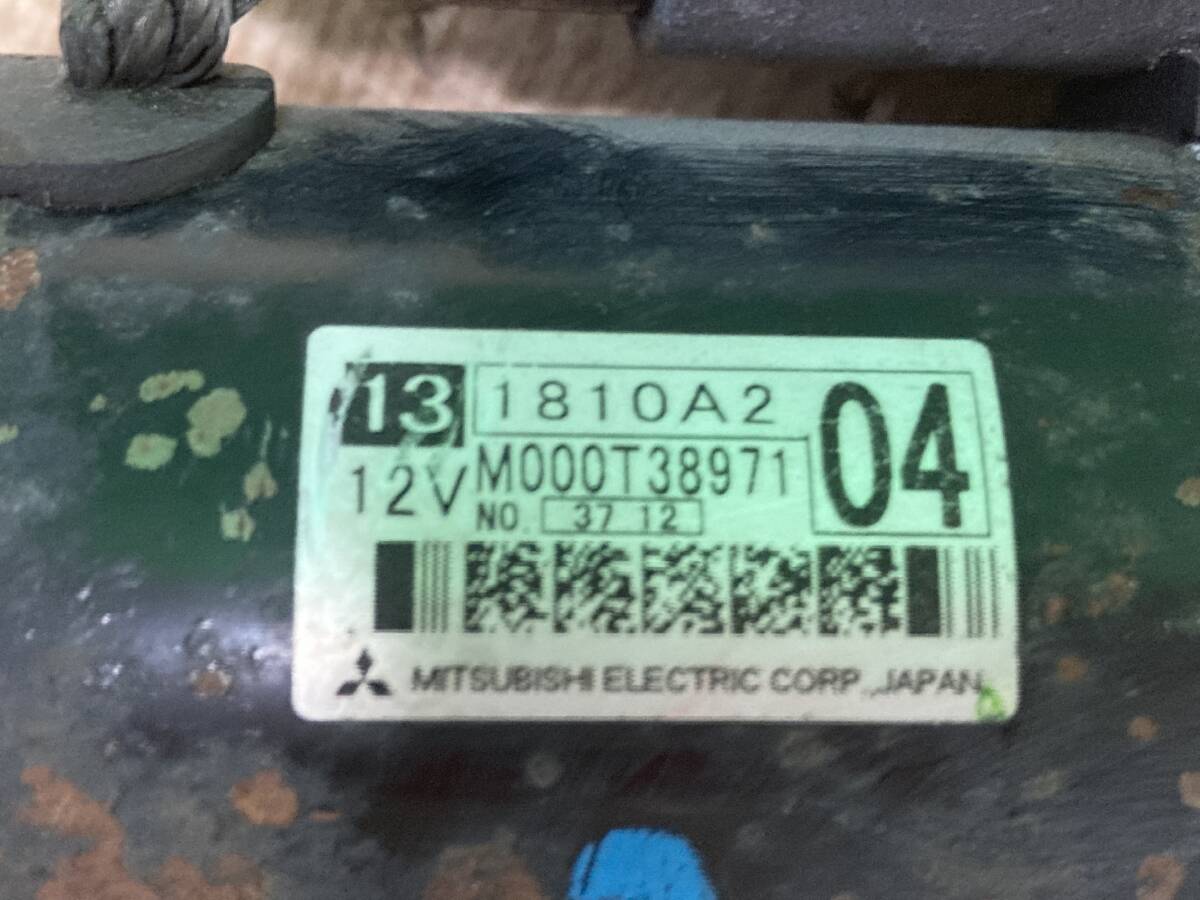 13 1810A2 04
12V M000T38971
NO. 37 12
MITSUBISHI ELECTRIC CORP. JAPAN